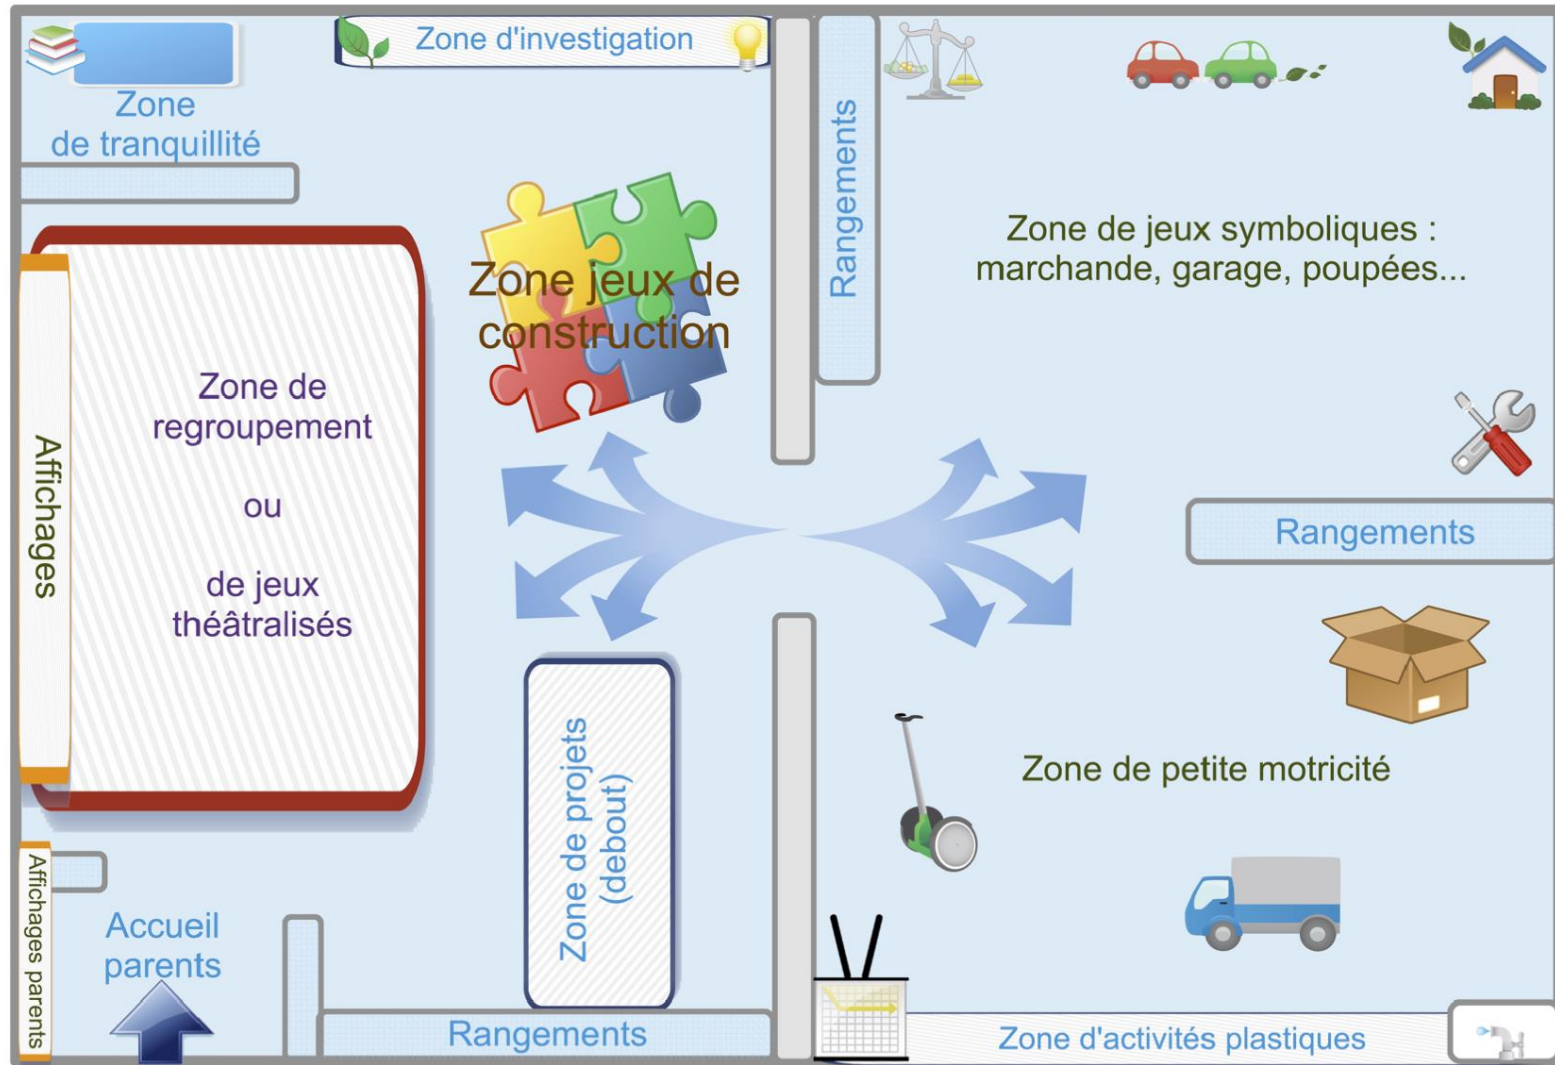 Zone d'investigation
Zone
de tranquillité
Rangements
Zone de jeux symboliques :
marchande, garage, poupées...
Zone jeux de
construction
Affichages
Zone de
regroupement
ou
de jeux
théâtralisés
Rangements
Zone de projets
(debout)
Zone de petite motricité
Affichages parents
Accueil
parents
Rangements
Zone d'activités plastiques